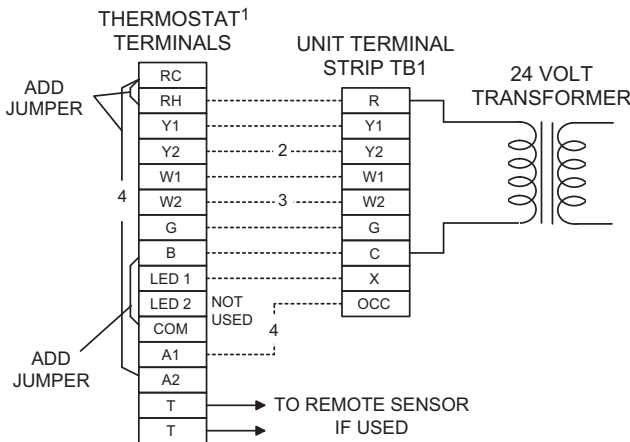 THERMOSTAT1
TERMINALS
UNIT TERMINAL
STRIP TB1
24 VOLT
TRANSFORMER
ADD
JUMPER
RC
RH
R
Y1
Y1
Y2
2
Y2
W1
W1
4
W2
3
W2
G
G
B
C
LED 1
X
LED 2
NOT
USED
OCC
COM
4
A1
ADD
JUMPER
A2
T
TO REMOTE SENSOR
IF USED
T